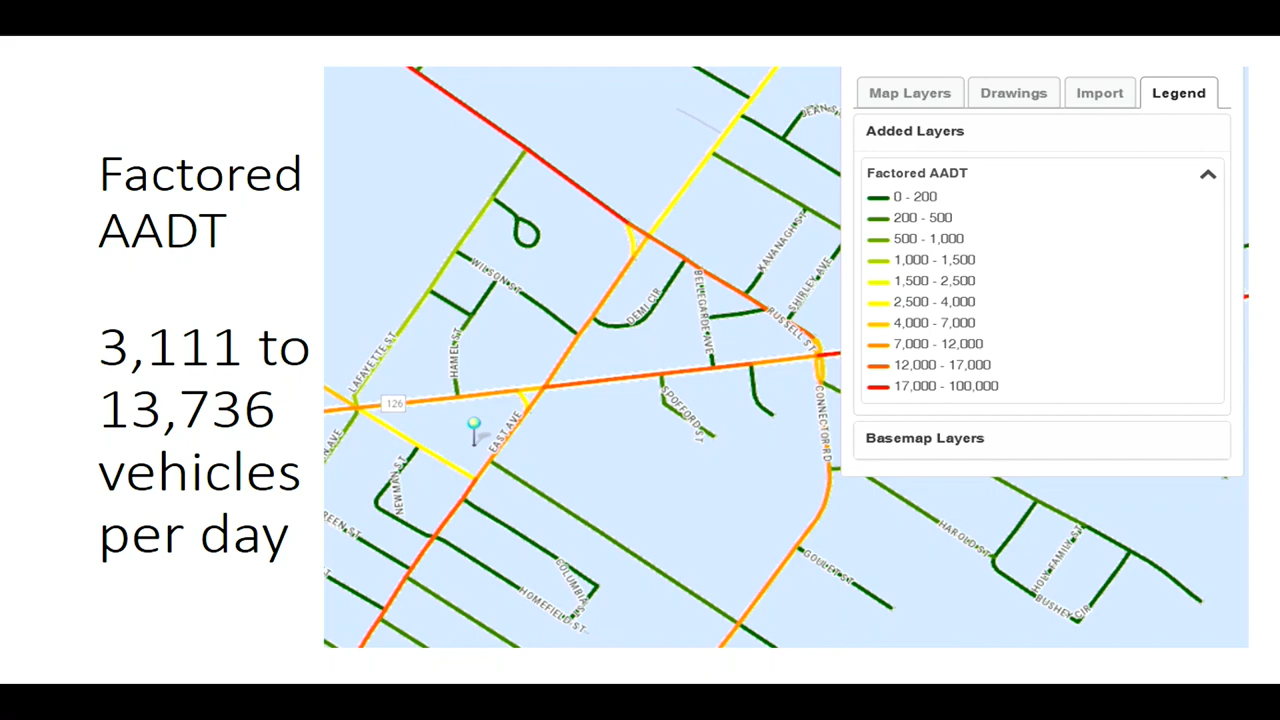 Factored
AADT
3,111 to
13,736
vehicles
per day
Map Layers
Drawings
Import
Legend
Added Layers
Factored AADT
0 - 200
200 - 500
500 - 1,000
1,000 - 1,500
1,500 - 2,500
2,500 - 4,000
4,000 - 7,000
7,000 - 12,000
12,000 - 17,000
17,000 - 100,000
Basemap Layers
KAVANAGH ST
SHIRLEY AVE
WILSON ST
DEMI CIR
BELLEGARDE AVE
RUSSELL ST
LAFAYETTE ST
HAMEL ST
126
SPOFFORD ST
EAST AVE
CONNECTOR RD
NEWMAN ST
HAROLD ST
HOLY FAMILY ST
BUSHEY CIR
GOULET ST
COLUMBIA
HOMEFIELD ST